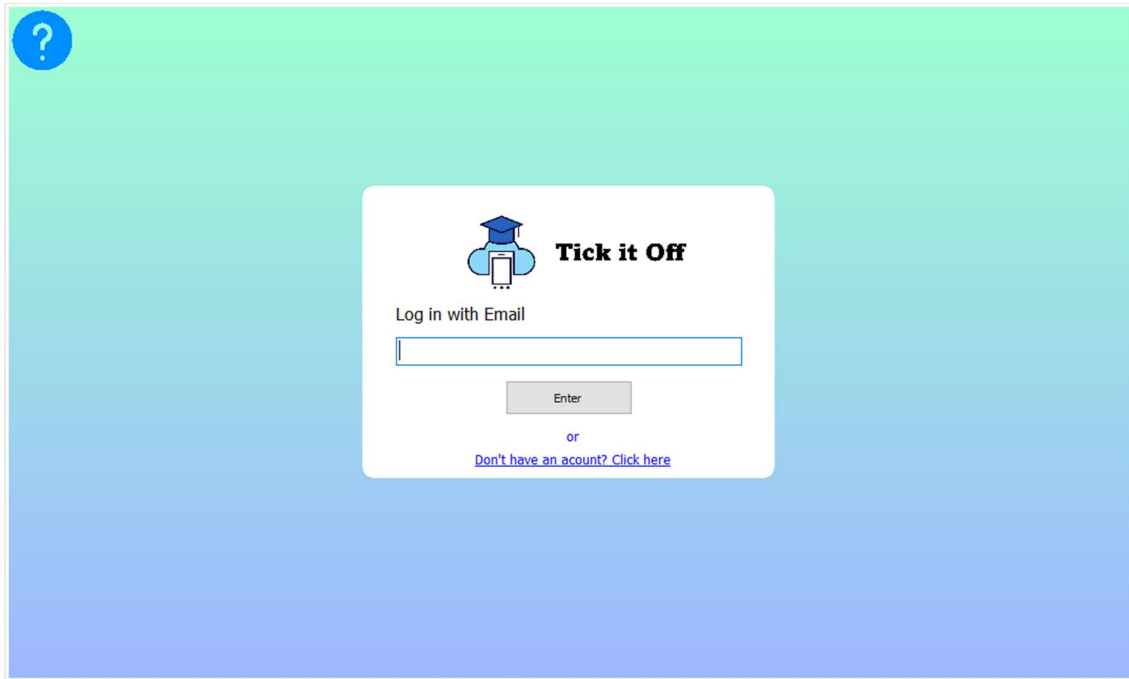 ?
Tick it Off
Log in with Email
Enter
or
Don't have an acount? Click here